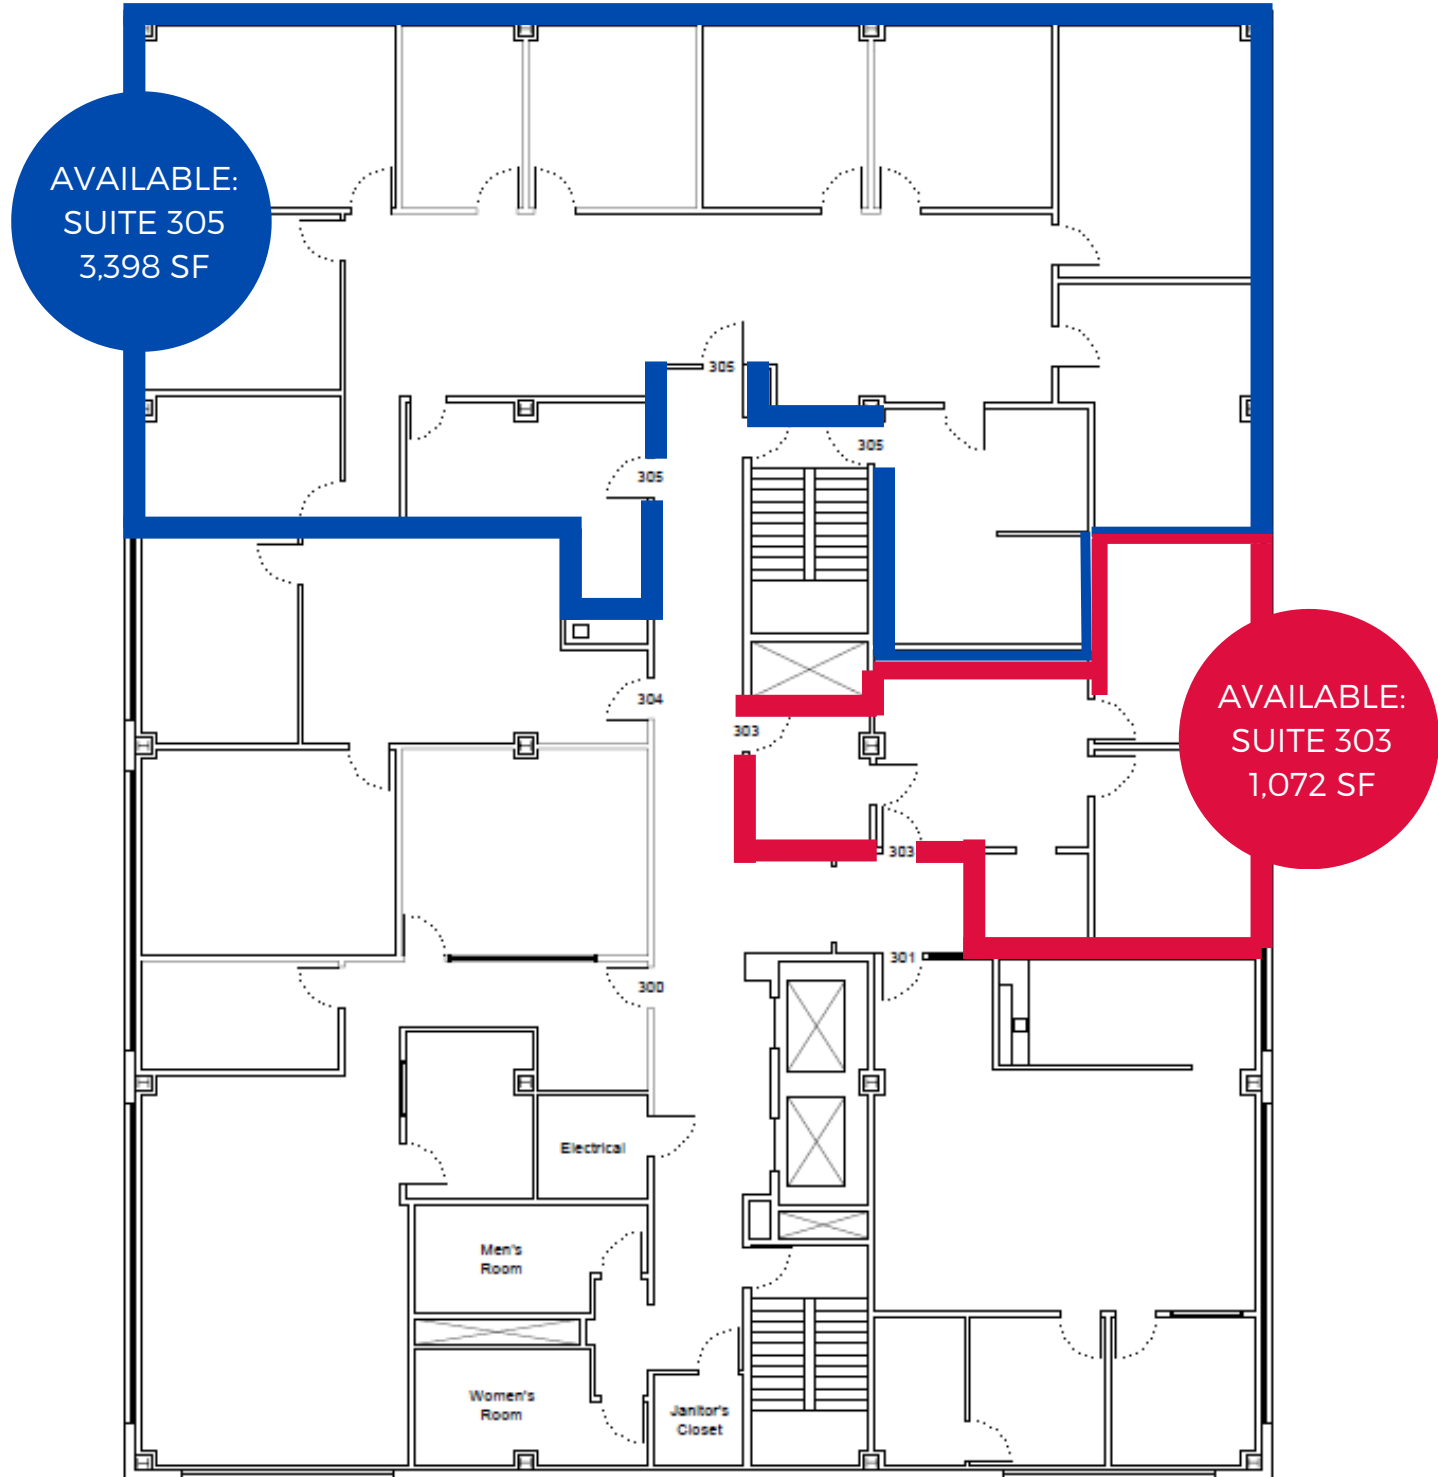 AVAILABLE:
SUITE 305
3,398 SF
305
305
305
304
303
AVAILABLE:
SUITE 303
1,072 SF
303
301
300
Electrical
Men's
Room
Women's
Room
Janitor's
Closet